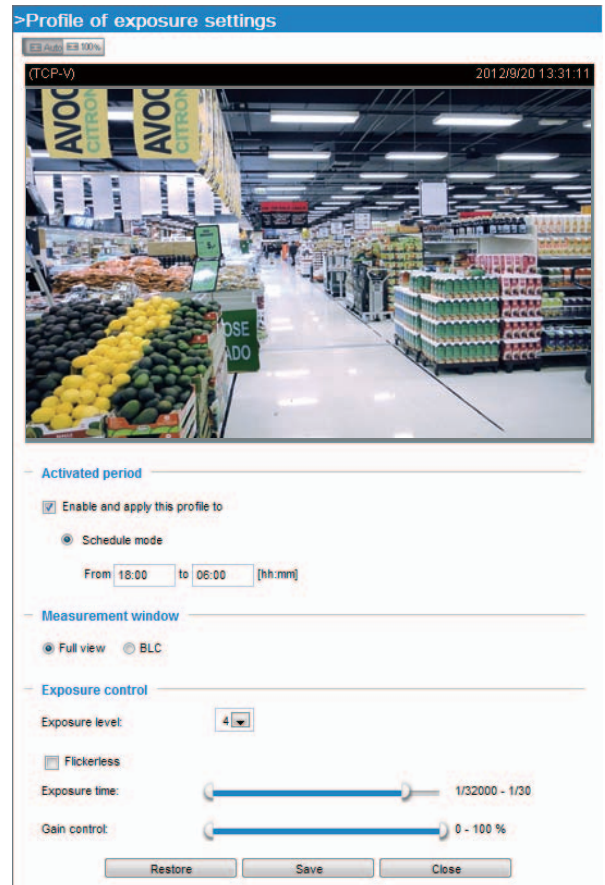 >Profile of exposure settings
Auto 100%
(TCP-V) 2012/9/20 13:31:11
AVOC
CITRON
AVOC
CITRON
OSE
ADO
Activated period
Enable and apply this profile to
Schedule mode
From 18:00 to 06:00 [hh:mm]
Measurement window
Full view BLC
Exposure control
Exposure level: 4
Flickerless
Exposure time: 1/32000 - 1/30
Gain control: 0 - 100 %
Restore Save Close